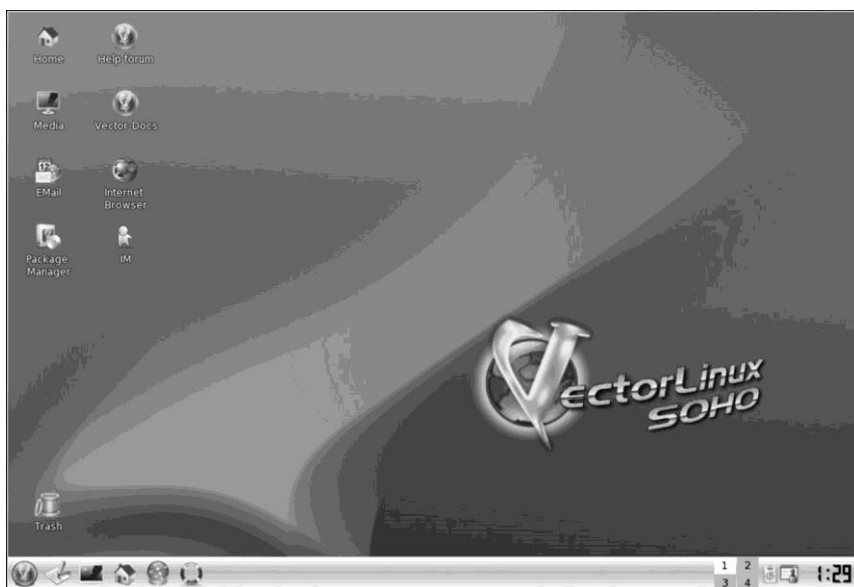 Home
Help forum
Media
Vector-Docs
EMail
Internet
Browser
Package
Manager
IM
VectorLinux
SOHO
Trash
1 2
3 4
1:29